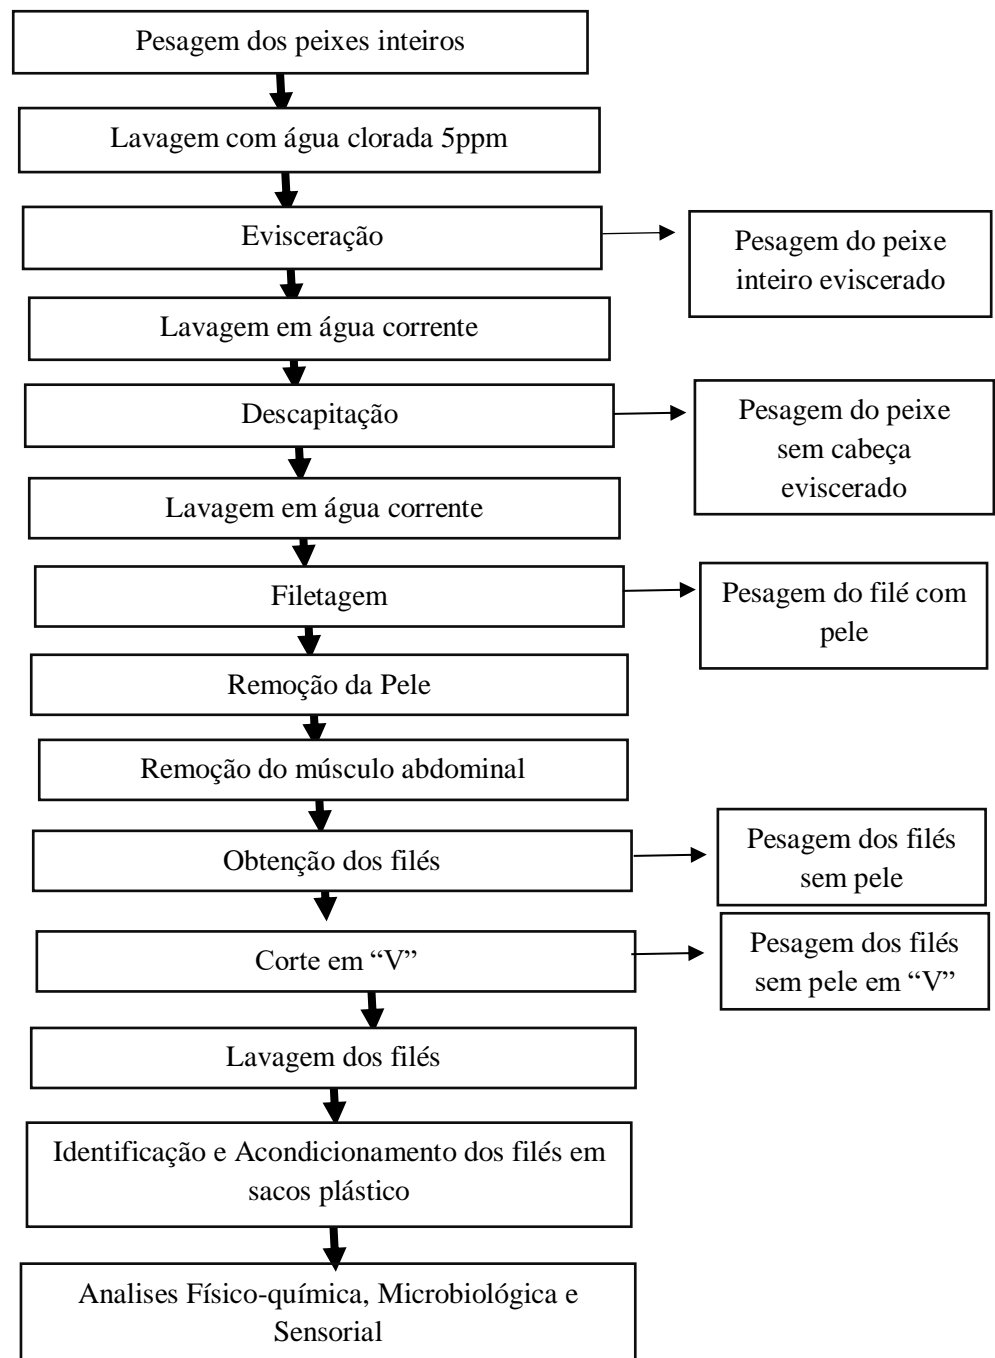 Pesagem dos peixes inteiros
Lavagem com água clorada 5ppm
Evisceração
Pesagem do peixe
inteiro eviscerado
Lavagem em água corrente
Descapitação
Pesagem do peixe
sem cabeça
eviscerado
Lavagem em água corrente
Filetagem
Pesagem do filé com
pele
Remoção da Pele
Remoção do músculo abdominal
Obtenção dos filés
Pesagem dos filés
sem pele
Corte em “V”
Pesagem dos filés
sem pele em “V”
Lavagem dos filés
Identificação e Acondicionamento dos filés em
sacos plástico
Analises Físico-química, Microbiológica e
Sensorial